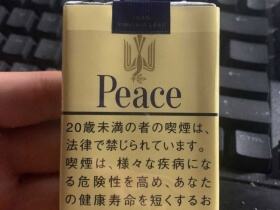 Peace
20歳未満の者の喫煙は、
法律で禁じられています。
喫煙は、様々な疾病にな
る危険性を高め、あなた
の健康寿命を短くするお